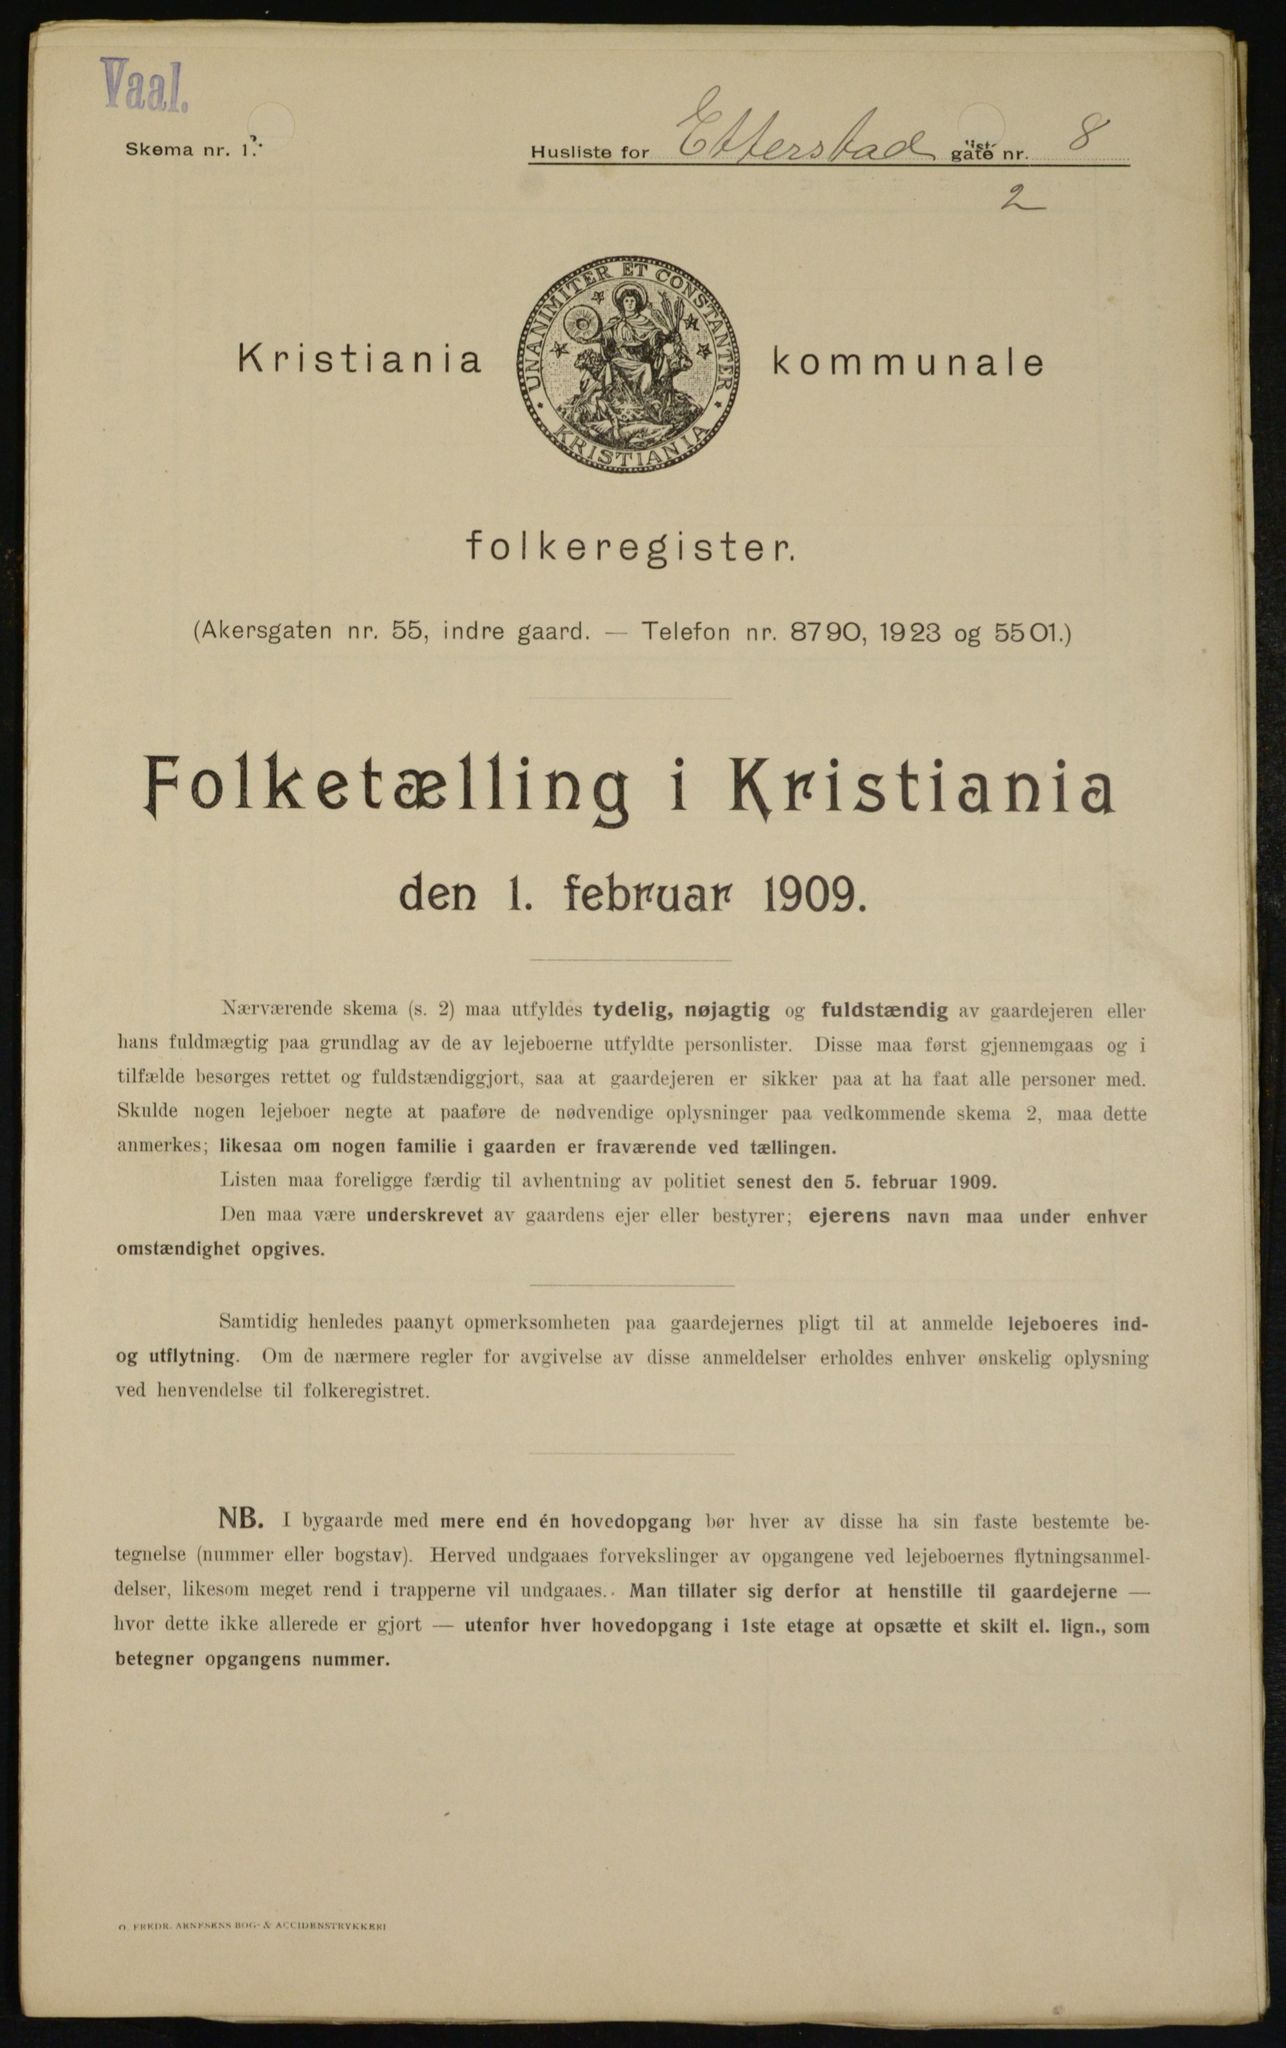 Vaal.
Skema nr. 1.
Husliste for Etterstad gate nr. 8
2
UNANIMITER ET CONSTANTER
KRISTIANIA
Kristiania kommunale
folkeregister.
(Akersgaten nr. 55, indre gaard. — Telefon nr. 8790, 1923 og 5501.)
Folketælling i Kristiania
den 1. februar 1909.
Nærværende skema (s. 2) maa utfyldes tydelig, nøjagtig og fuldstændig av gaardejeren eller
hans fuldmægtig paa grundlag av de av lejeboerne utfyldte personlister. Disse maa først gjennemgaas og i
tilfælde besørges rettet og fuldstændiggjort, saa at gaardejeren er sikker paa at ha faat alle personer med.
Skulde nogen lejeboer negte at paaføre de nødvendige oplysninger paa vedkommende skema 2, maa dette
anmerkes; likesaa om nogen familie i gaarden er fraværende ved tællingen.
Listen maa foreligge færdig til avhentning av politiet senest den 5. februar 1909.
Den maa være underskrevet av gaardens ejer eller bestyrer; ejerens navn maa under enhver
omstændighet opgives.
Samtidig henledes paanyt opmerksomheten paa gaardejernes pligt til at anmelde lejeboeres ind-
og utflytning. Om de nærmere regler for avgivelse av disse anmeldelser erholdes enhver ønskelig oplysning
ved henvendelse til folkeregistret.
NB. I bygaarde med mere end én hovedopgang bør hver av disse ha sin faste bestemte be-
tegnelse (nummer eller bogstav). Herved undgaaes forvekslinger av opgangene ved lejeboernes flytningsanmel-
delser, likesom meget rend i trapperne vil undgaaes. Man tillater sig derfor at henstille til gaardejerne —
hvor dette ikke allerede er gjort — utenfor hver hovedopgang i 1ste etage at opsætte et skilt el. lign., som
betegner opgangens nummer.
O. FREDR. ARNESENS BOG- & ACCIDENSTRYKKERI